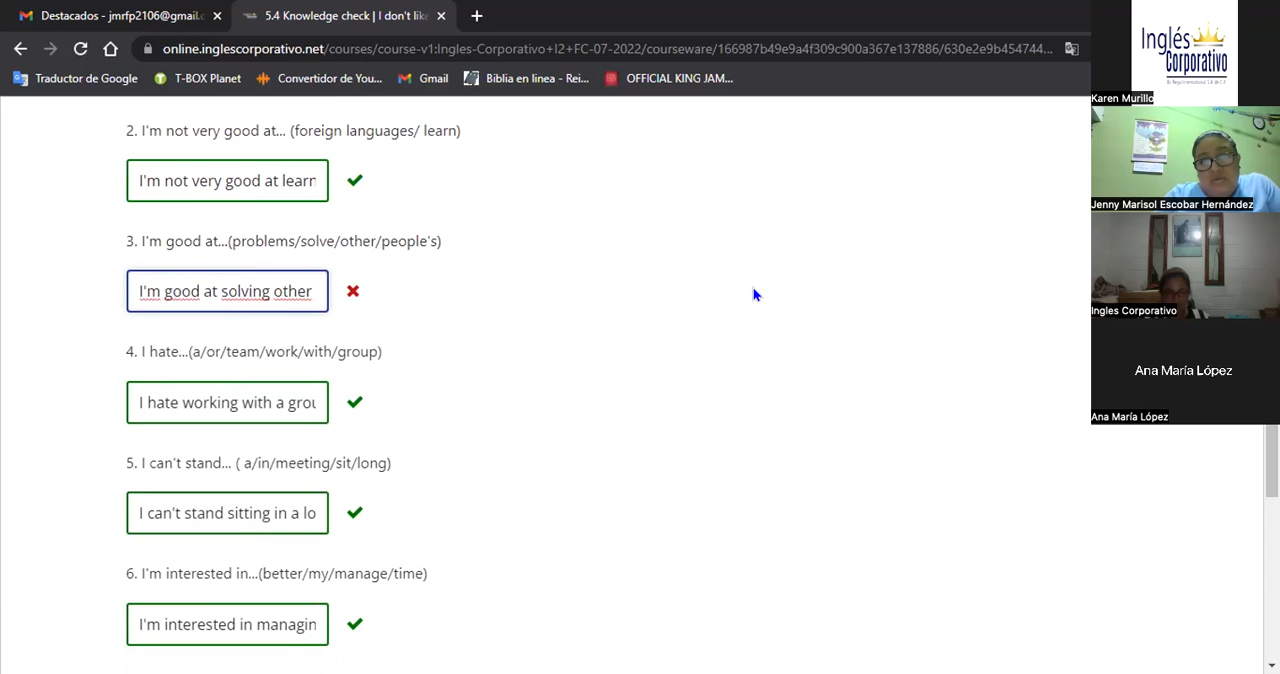 Destacados - jmrfp2106@gmail.c
5.4 Knowledge check | I don't like
online.inglescorporativo.net/courses/course-v1:Ingles-Corporativo+I2+FC-07-2022/courseware/166987b49e9a4f309c900a367e137886/630e2e9b454744...
Traductor de Google
T-BOX Planet
Convertidor de You...
Gmail
Biblia en linea - Rei...
OFFICIAL KING JAM...
2. I'm not very good at... (foreign languages/ learn)
I'm not very good at learn
3. I'm good at...(problems/solve/other/people's)
I'm good at solving other
4. I hate...(a/or/team/work/with/group)
I hate working with a grou
5. I can't stand... ( a/in/meeting/sit/long)
I can't stand sitting in a lo
6. I'm interested in...(better/my/manage/time)
I'm interested in managin
Inglés
Corporativo
Karen Murillo
Jenny Marisol Escobar Hernández
Ingles Corporativo
Ana María López
Ana María López